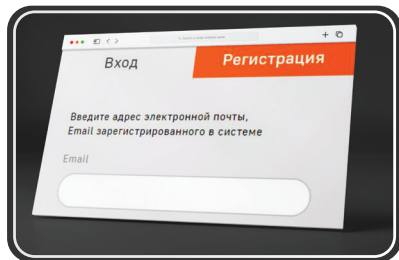 Вход
Регистрация
Введите адрес электронной почты,
Email зарегистрированного в системе
Email